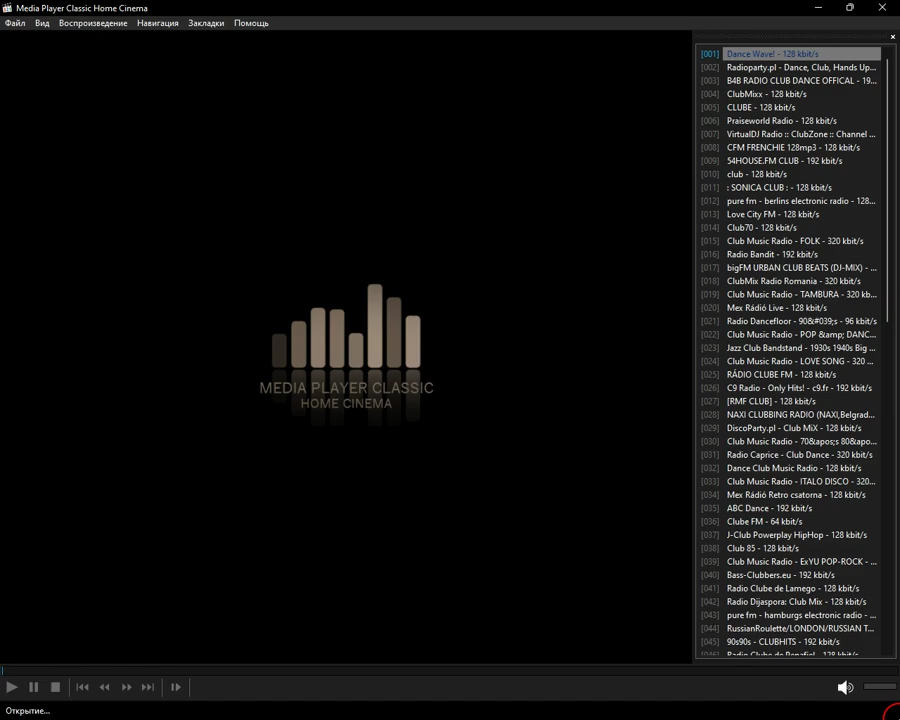 Media Player Classic Home Cinema
Файл Вид Воспроизведение Навигация Закладки Помощь
[001] Dance Wave! - 128 kbit/s
[002] Radioparty.pl - Dance, Club, Hands Up...
[003] B4B RADIO CLUB DANCE OFFICAL - 19...
[004] ClubMixx - 128 kbit/s
[005] CLUBE - 128 kbit/s
[006] Praiseworld Radio - 128 kbit/s
[007] VirtualDJ Radio :: ClubZone :: Channel ...
[008] CFM FRENCHIE 128mp3 - 128 kbit/s
[009] 54HOUSE.FM CLUB - 192 kbit/s
[010] club - 128 kbit/s
[011] : SONICA CLUB : - 128 kbit/s
[012] pure fm - berlins electronic radio - 128...
[013] Love City FM - 128 kbit/s
[014] Club70 - 128 kbit/s
[015] Club Music Radio - FOLK - 320 kbit/s
[016] Radio Bandit - 192 kbit/s
[017] bigFM URBAN CLUB BEATS (DJ-MIX) - ...
[018] ClubMix Radio Romania - 320 kbit/s
[019] Club Music Radio - TAMBURA - 320 kb...
[020] Mex Rádió Live - 128 kbit/s
[021] Radio Dancefloor - 90&#039;s - 96 kbit/s
[022] Club Music Radio - POP &amp; DANC...
[023] Jazz Club Bandstand - 1930s 1940s Big ...
[024] Club Music Radio - LOVE SONG - 320 ...
[025] RÁDIO CLUBE FM - 128 kbit/s
[026] C9 Radio - Only Hits! - c9.fr - 192 kbit/s
[027] [RMF CLUB] - 128 kbit/s
[028] NAXI CLUBBING RADIO (NAXI,Belgrad...
[029] DiscoParty.pl - Club MiX - 128 kbit/s
[030] Club Music Radio - 70&apos;s 80&apo...
[031] Radio Caprice - Club Dance - 320 kbit/s
[032] Dance Club Music Radio - 128 kbit/s
[033] Club Music Radio - ITALO DISCO - 320...
[034] Mex Rádió Retro csatorna - 128 kbit/s
[035] ABC Dance - 192 kbit/s
[036] Clube FM - 64 kbit/s
[037] J-Club Powerplay HipHop - 128 kbit/s
[038] Club 85 - 128 kbit/s
[039] Club Music Radio - ExYU POP-ROCK - ...
[040] Bass-Clubbers.eu - 192 kbit/s
[041] Radio Clube de Lamego - 128 kbit/s
[042] Radio Dijaspora: Club Mix - 128 kbit/s
[043] pure fm - hamburgs electronic radio - ...
[044] RussianRoulette/LONDON/RUSSIAN T...
[045] 90s90s - CLUBHITS - 192 kbit/s
[046] Radio Clube de Penafiel - 128 kbit/s
MEDIA PLAYER CLASSIC
HOME CINEMA
Открытие...